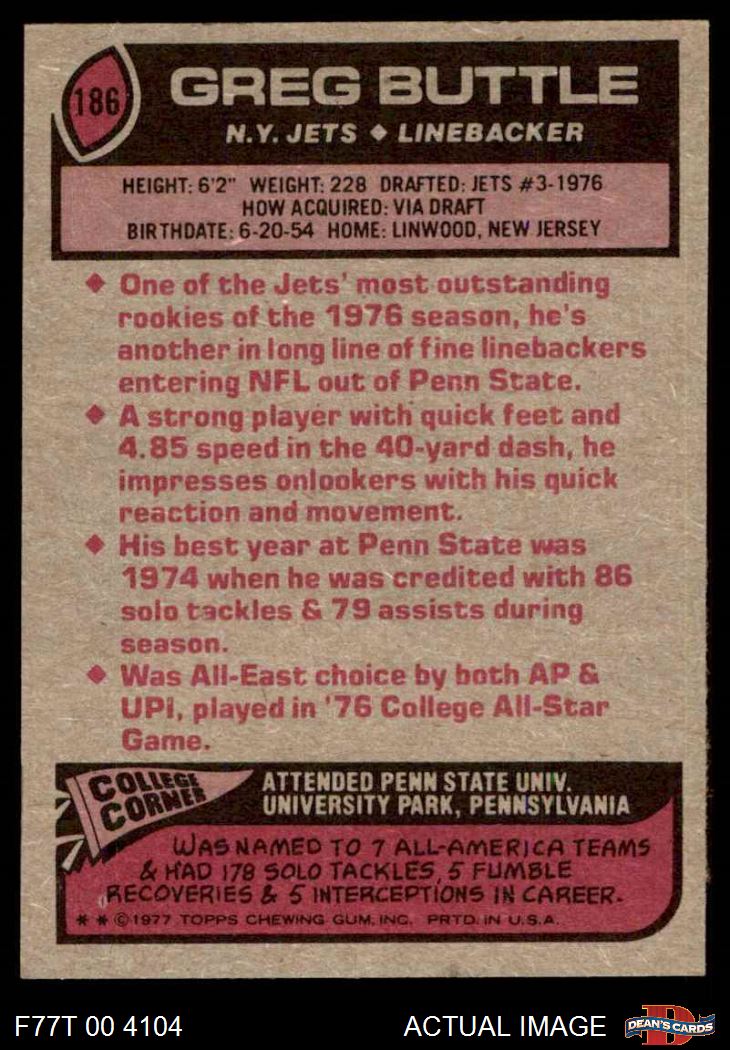 186
GREG BUTTLE
N.Y. JETS ♦ LINEBACKER
HEIGHT: 6'2" WEIGHT: 228 DRAFTED: JETS #3-1976
HOW ACQUIRED: VIA DRAFT
BIRTHDATE: 6-20-54 HOME: LINWOOD, NEW JERSEY
♦ One of the Jets' most outstanding
rookies of the 1976 season, he's
another in long line of fine linebackers
entering NFL out of Penn State.
♦ A strong player with quick feet and
4.85 speed in the 40-yard dash, he
impresses onlookers with his quick
reaction and movement.
♦ His best year at Penn State was
1974 when he was credited with 86
solo tackles & 79 assists during
season.
♦ Was All-East choice by both AP &
UPI, played in '76 College All-Star
Game.
COLLEGE
CORNER
ATTENDED PENN STATE UNIV.
UNIVERSITY PARK, PENNSYLVANIA
WAS NAMED TO 7 ALL-AMERICA TEAMS
& HAD 178 SOLO TACKLES, 5 FUMBLE
RECOVERIES & 5 INTERCEPTIONS IN CAREER.
* * © 1977 TOPPS CHEWING GUM, INC. PRTD. IN U.S.A.
F77T 00 4104
ACTUAL IMAGE
D
DEAN'S CARDS